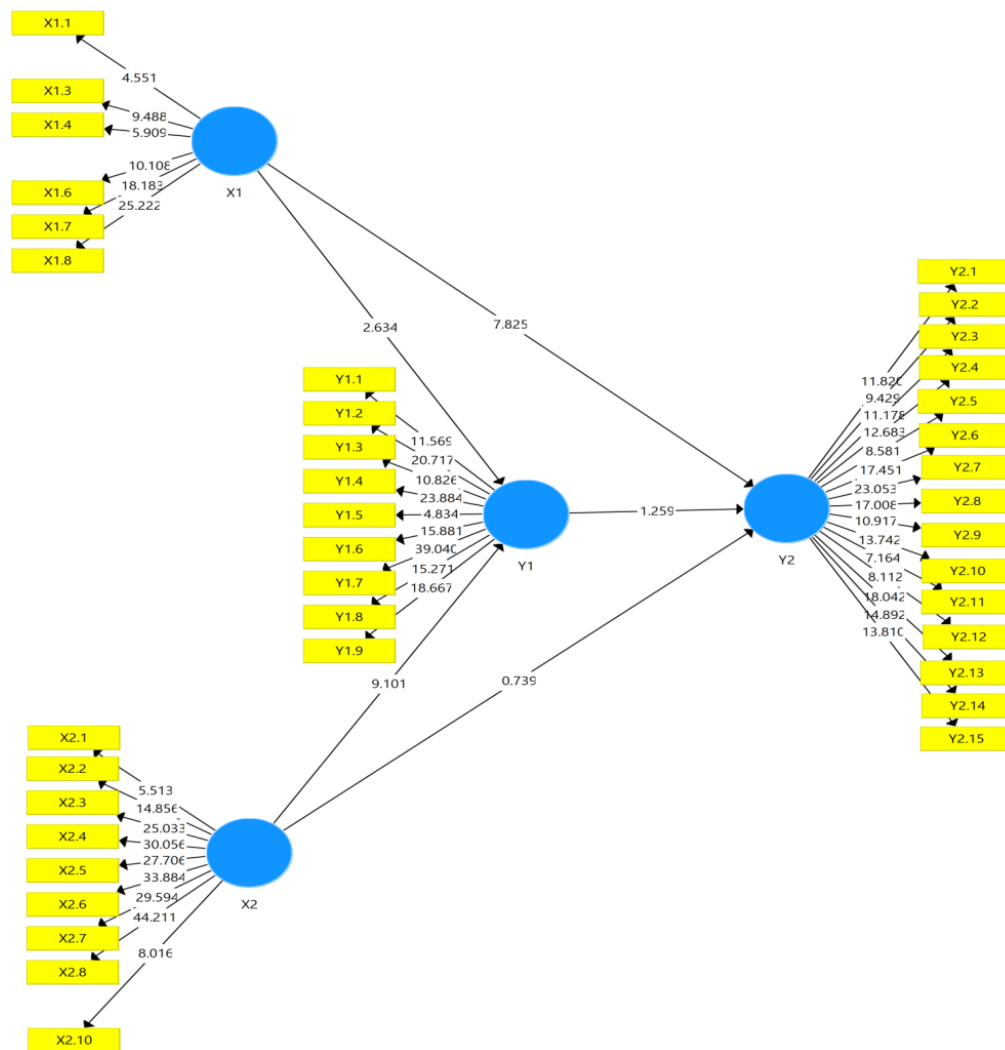 X1.1
4.551
X1.3
9.488
X1.4
5.909
10.108
X1.6
18.183
X1.7
25.222
X1.8
X1
2.634
7.825
Y1.1
11.569
Y1.2
20.717
Y1.3
10.826
Y1.4
23.884
Y1.5
4.834
Y1.6
15.881
39.040
Y1.7
15.271
Y1.8
18.667
Y1.9
Y1
1.259
9.101
0.739
Y2
Y2.1
Y2.2
Y2.3
Y2.4
Y2.5
Y2.6
Y2.7
Y2.8
Y2.9
Y2.10
Y2.11
Y2.12
Y2.13
Y2.14
Y2.15
11.820
9.429
11.178
12.683
8.581
17.451
23.053
17.008
10.917
13.742
7.164
8.112
18.042
14.892
13.810
X2.1
X2.2
5.513
X2.3
14.856
X2.4
25.033
30.056
X2.5
27.706
33.884
X2.6
29.594
X2.7
44.211
X2.8
8.016
X2.10
X2